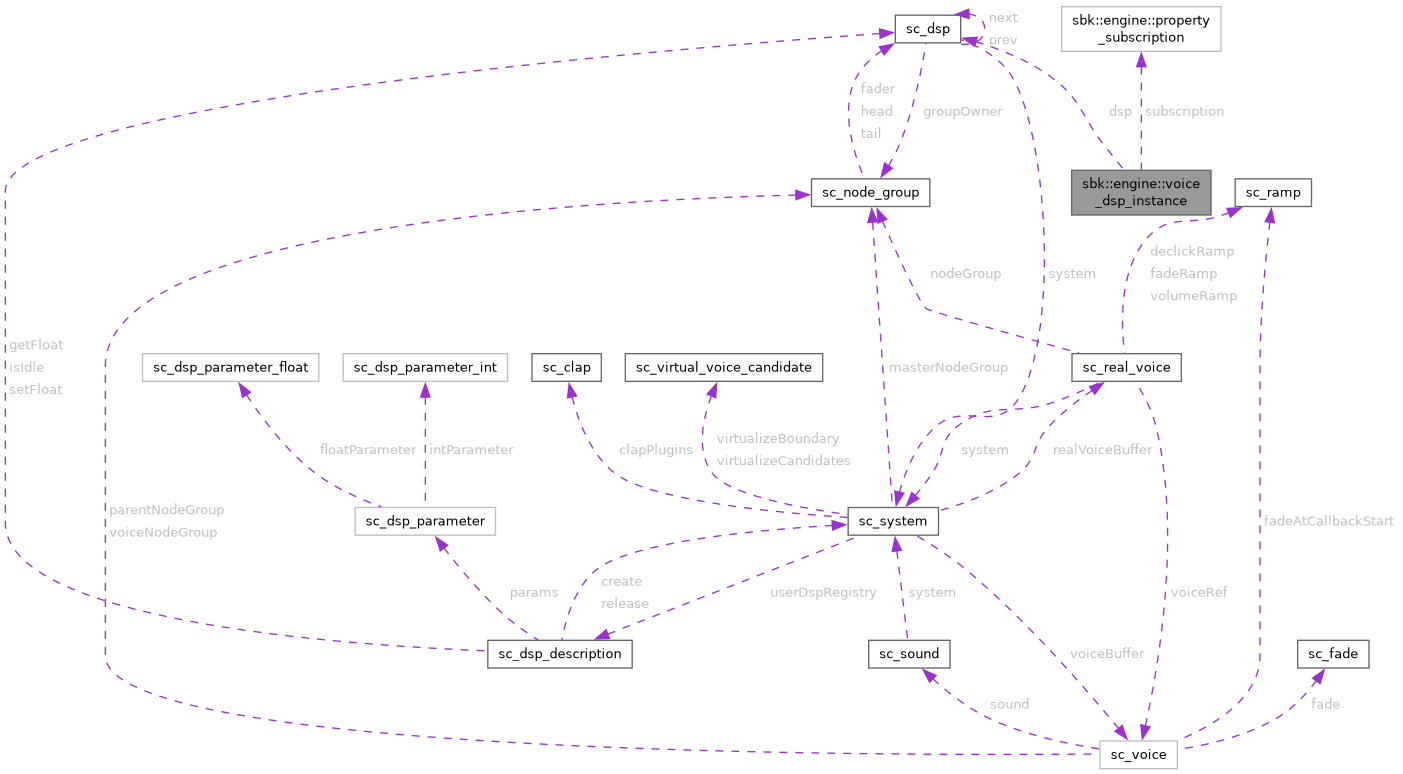 sc_dsp
next
prev
sbk::engine::property
_subscription
fader
head
tail
groupOwner
dsp
subscription
sc_node_group
sbk::engine::voice
_dsp_instance
sc_ramp
nodeGroup
system
declickRamp
fadeRamp
volumeRamp
getFloat
isIdle
setFloat
sc_dsp_parameter_float
sc_dsp_parameter_int
sc_clap
sc_virtual_voice_candidate
masterNodeGroup
sc_real_voice
floatParameter
intParameter
clapPlugins
virtualizeBoundary
virtualizeCandidates
system
realVoiceBuffer
parentNodeGroup
voiceNodeGroup
sc_dsp_parameter
sc_system
fadeAtCallbackStart
params
create
release
userDspRegistry
system
voiceRef
sc_dsp_description
sc_sound
voiceBuffer
sc_fade
sound
fade
sc_voice